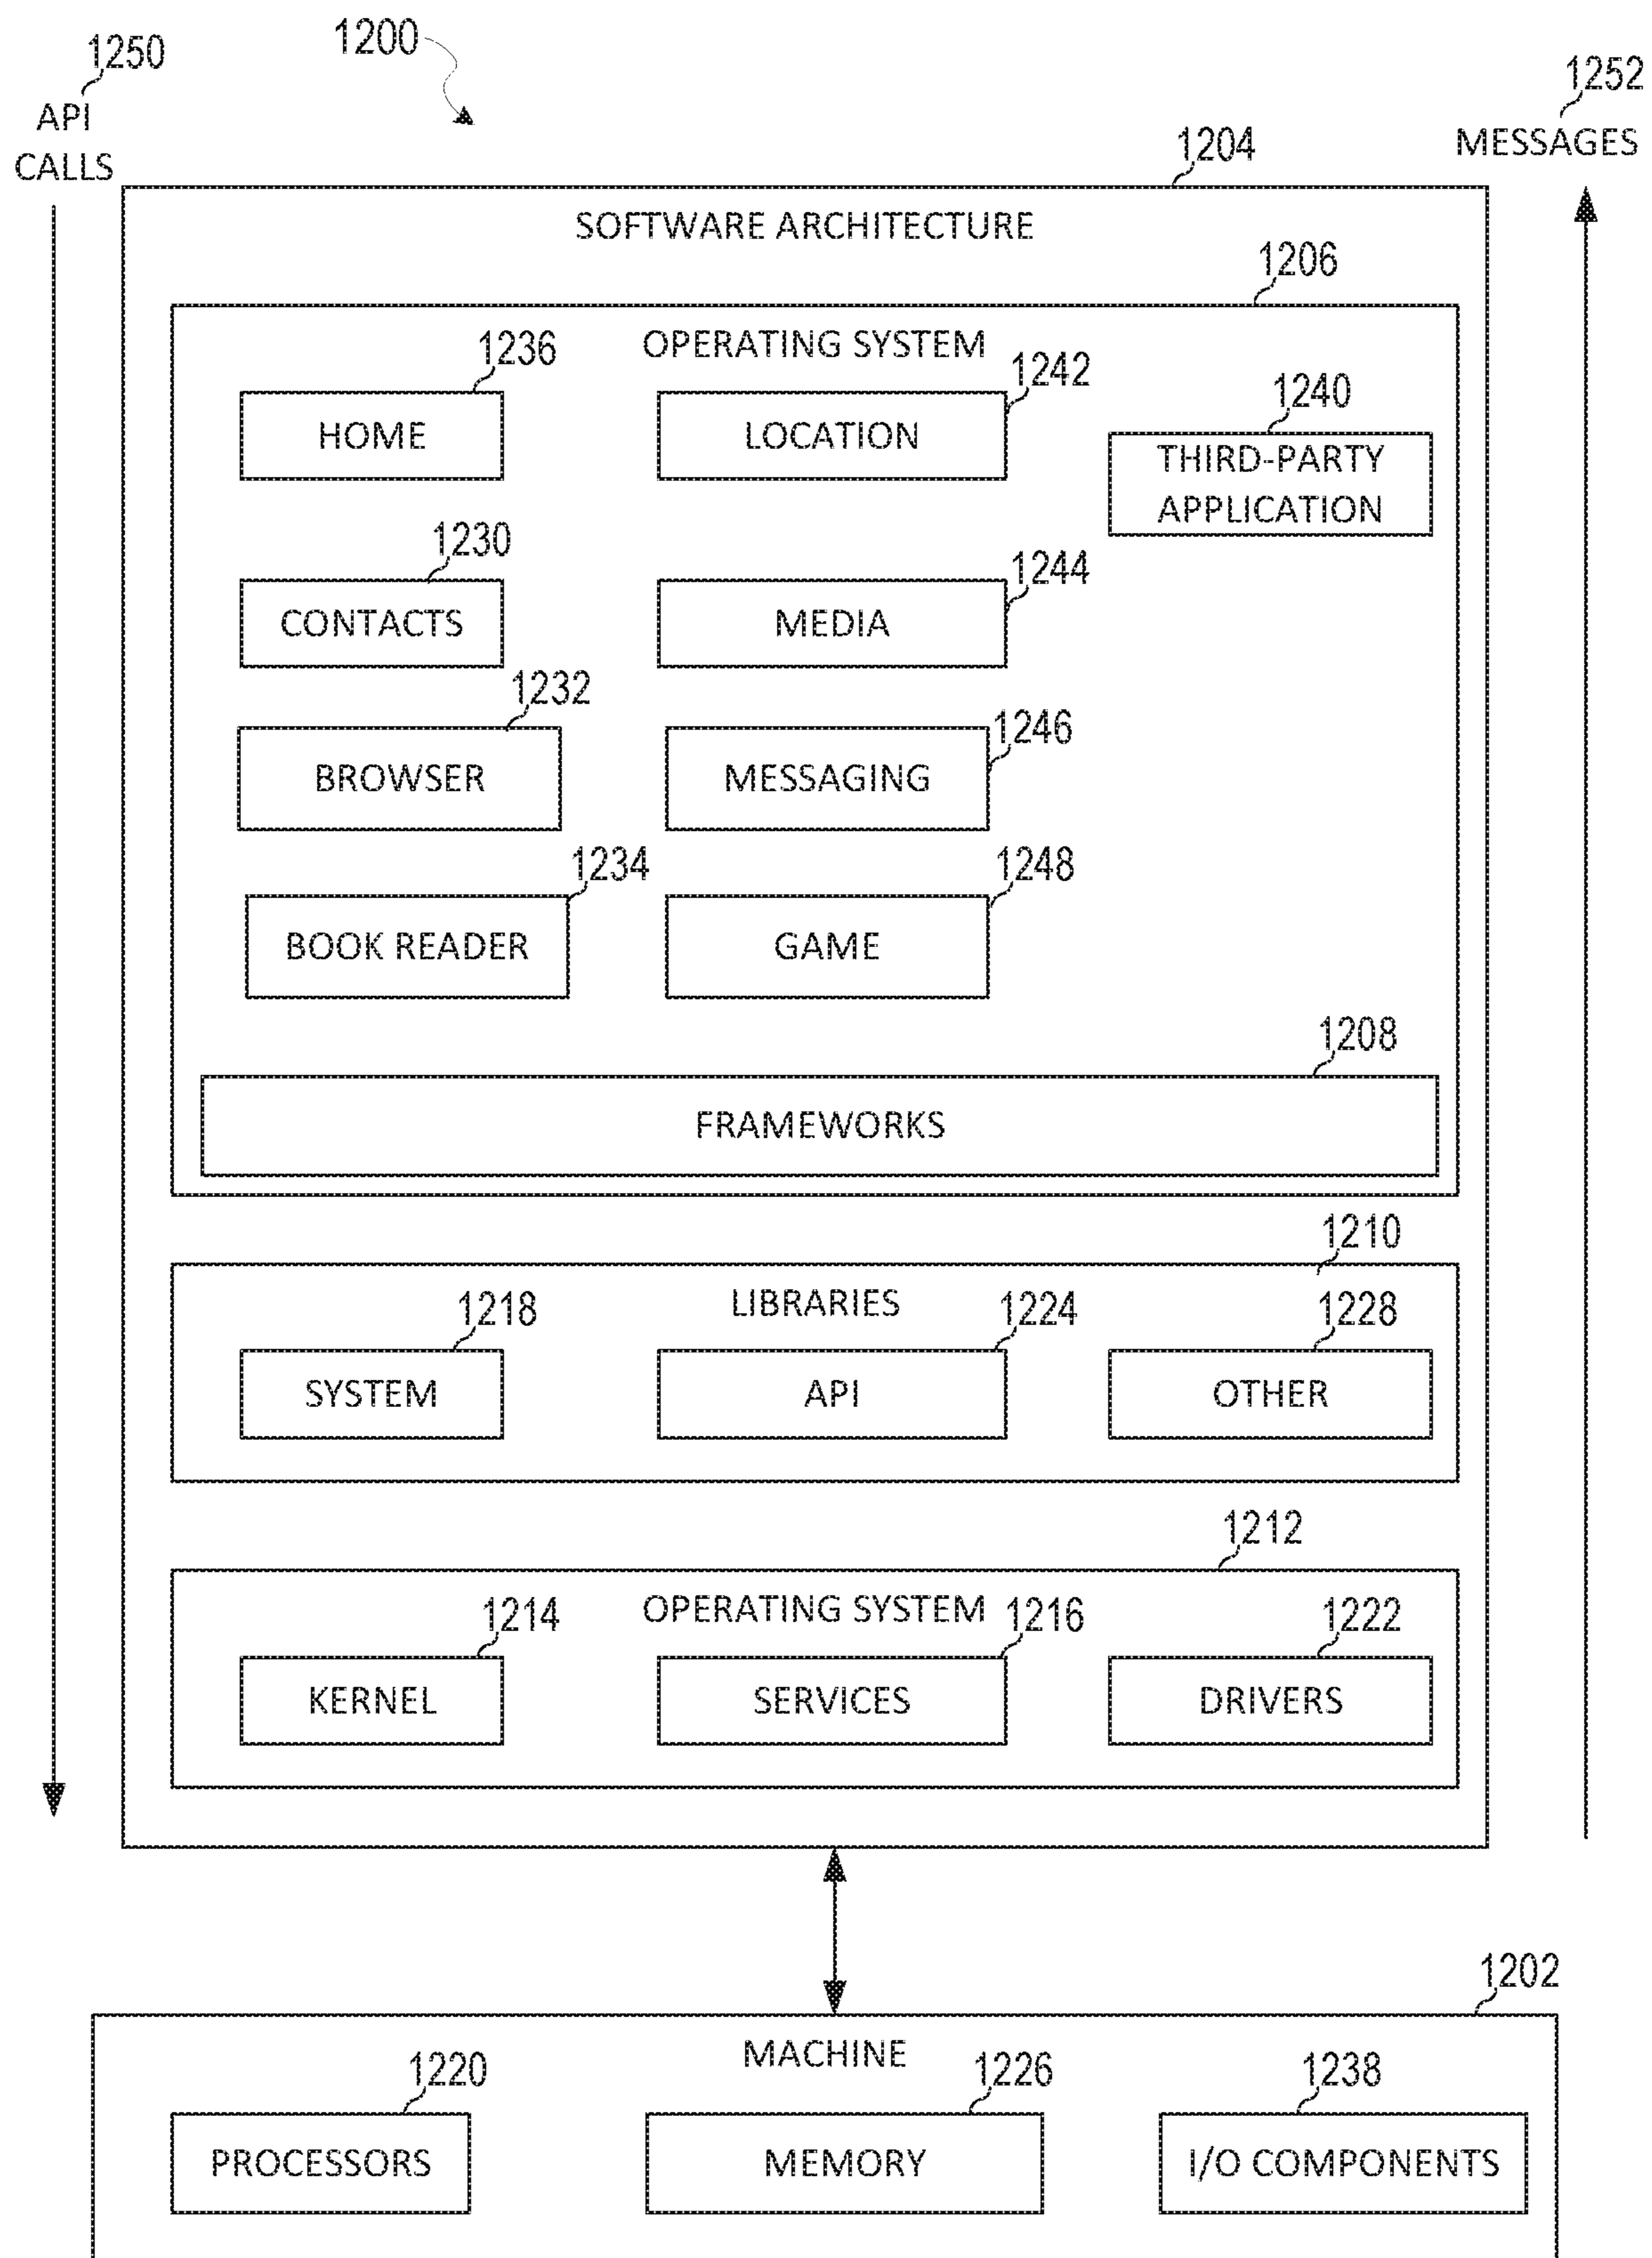 1250
1200
1252
API
CALLS
MESSAGES
1204
SOFTWARE ARCHITECTURE
1206
OPERATING SYSTEM
1236
1242
1240
HOME
LOCATION
THIRD-PARTY
APPLICATION
1230
1244
CONTACTS
MEDIA
1232
1246
BROWSER
MESSAGING
1234
1248
BOOK READER
GAME
1208
FRAMEWORKS
1210
LIBRARIES
1218
1224
1228
SYSTEM
API
OTHER
1212
OPERATING SYSTEM
1214
1216
1222
KERNEL
SERVICES
DRIVERS
1202
MACHINE
1220
1226
1238
PROCESSORS
MEMORY
I/O COMPONENTS